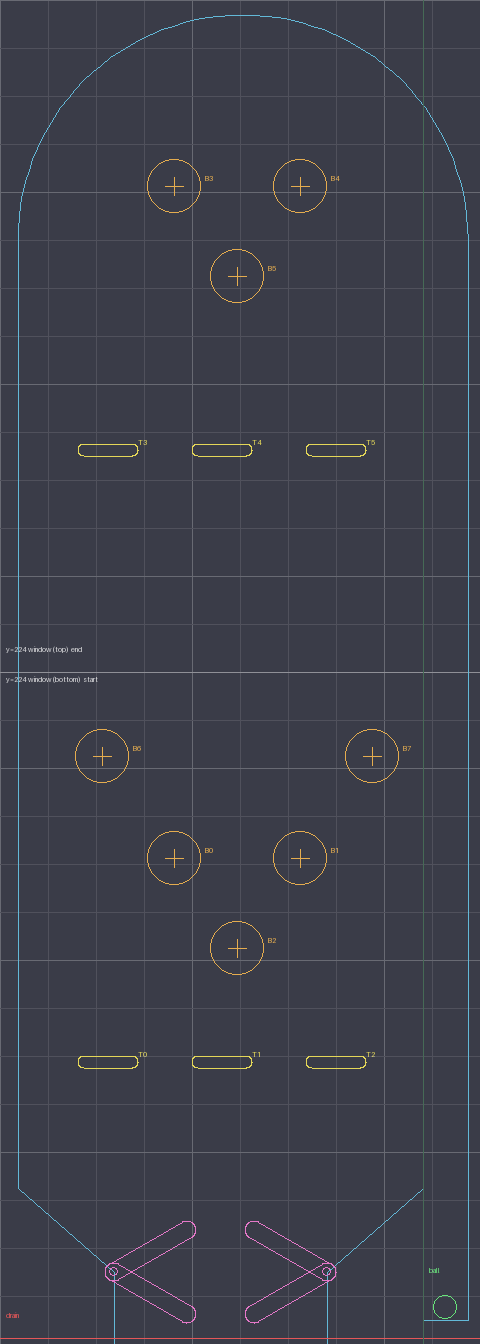 B3
B4
B5
T3
T4
T5
y=224 window (top) end
y=224 window (bottom) start
B6
B7
B0
B1
B2
T0
T1
T2
ball
drain